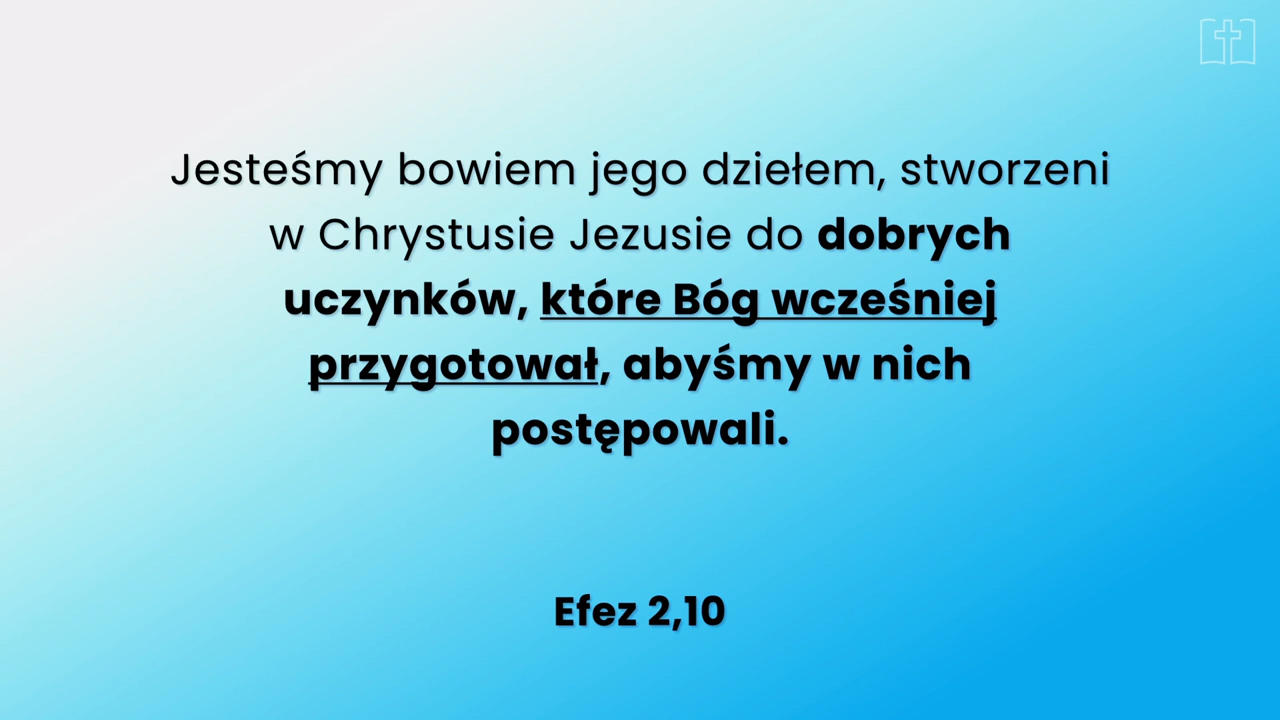 Jesteśmy bowiem jego dziełem, stworzeni
w Chrystusie Jezusie do dobrych
uczynków, które Bóg wcześniej
przygotował, abyśmy w nich
postępowali.
Efez 2,10